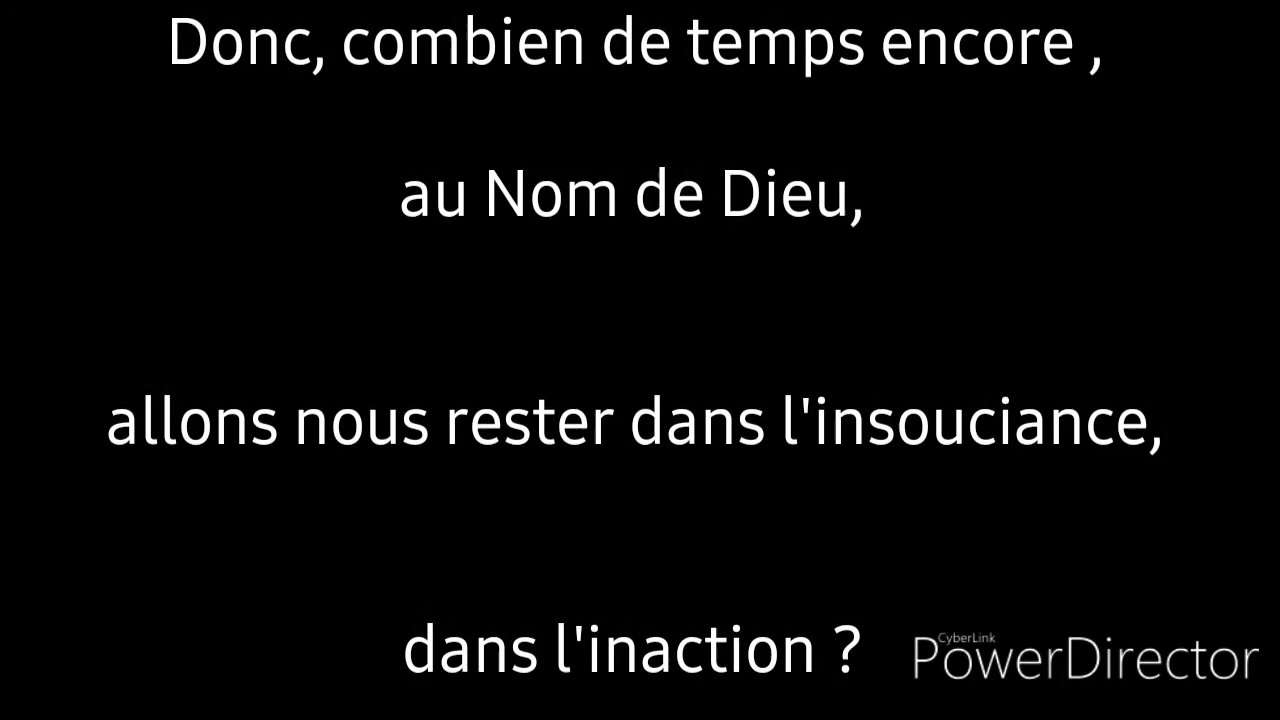 Donc, combien de temps encore ,
au Nom de Dieu,
allons nous rester dans l'insouciance,
dans l'inaction ?
CyberLink
PowerDirector